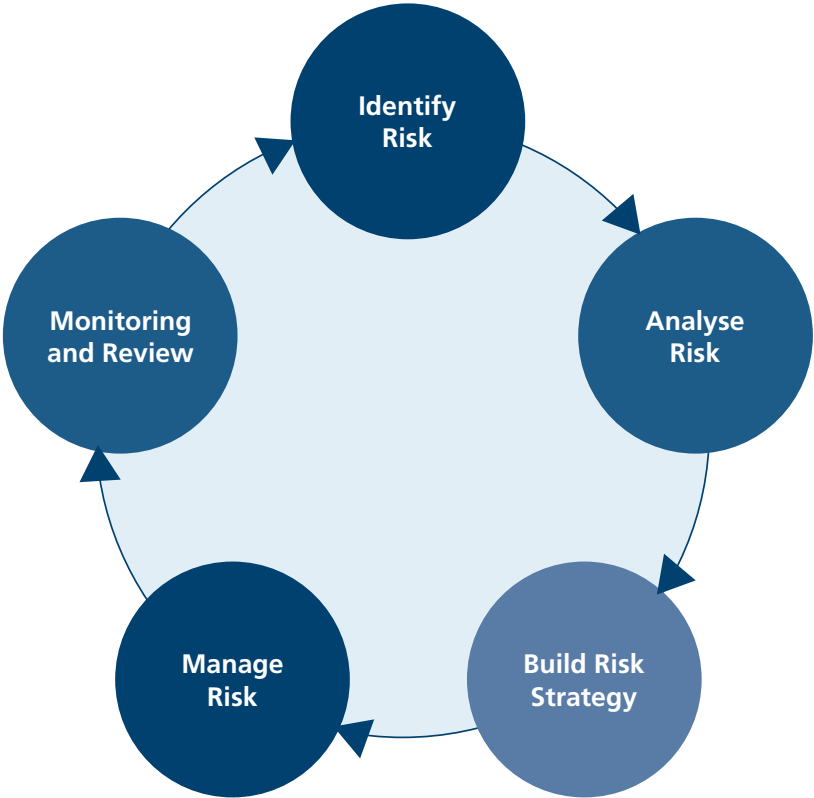 Identify
Risk
Analyse
Risk
Build Risk
Strategy
Manage
Risk
Monitoring
and Review